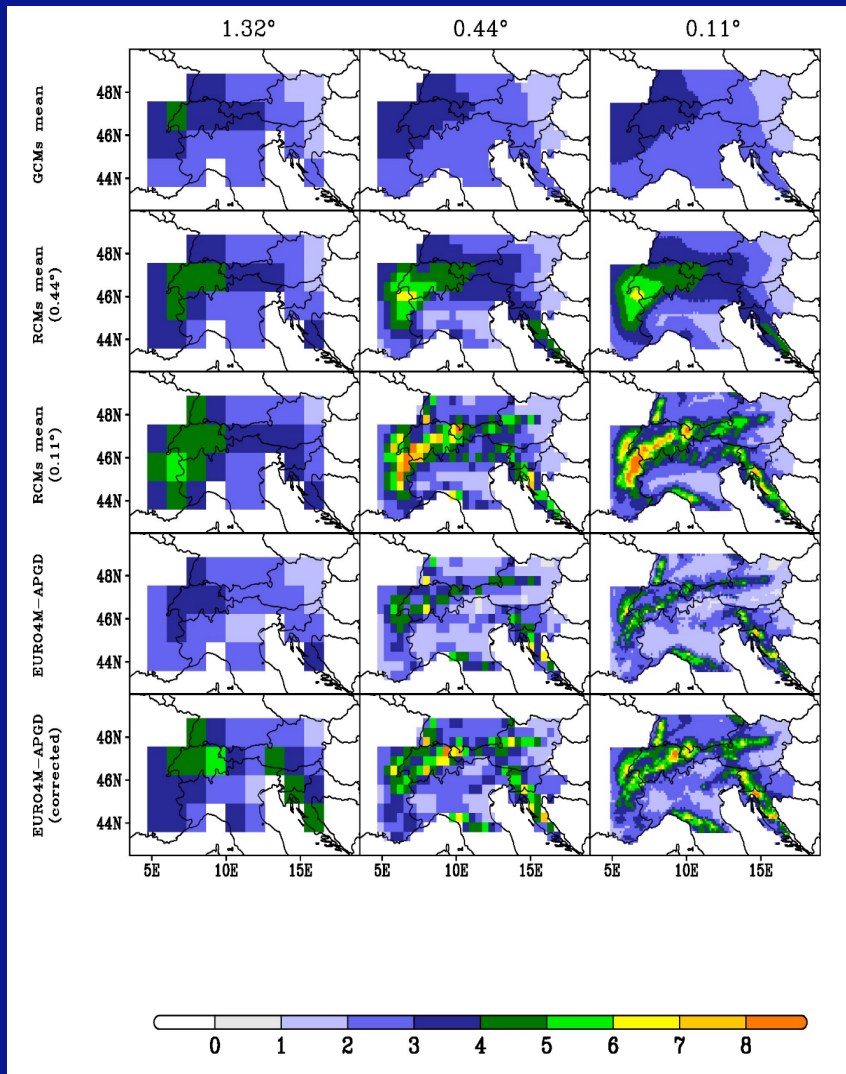 1.32° 0.44° 0.11°
GCMs mean
48N
46N
44N
RCMs mean
(0.44°)
48N
46N
44N
RCMs mean
(0.11°)
48N
46N
44N
EURO4M-APGD
48N
46N
44N
EURO4M-APGD
(corrected)
48N
46N
44N
5E 10E 15E 5E 10E 15E 5E 10E 15E
0 1 2 3 4 5 6 7 8